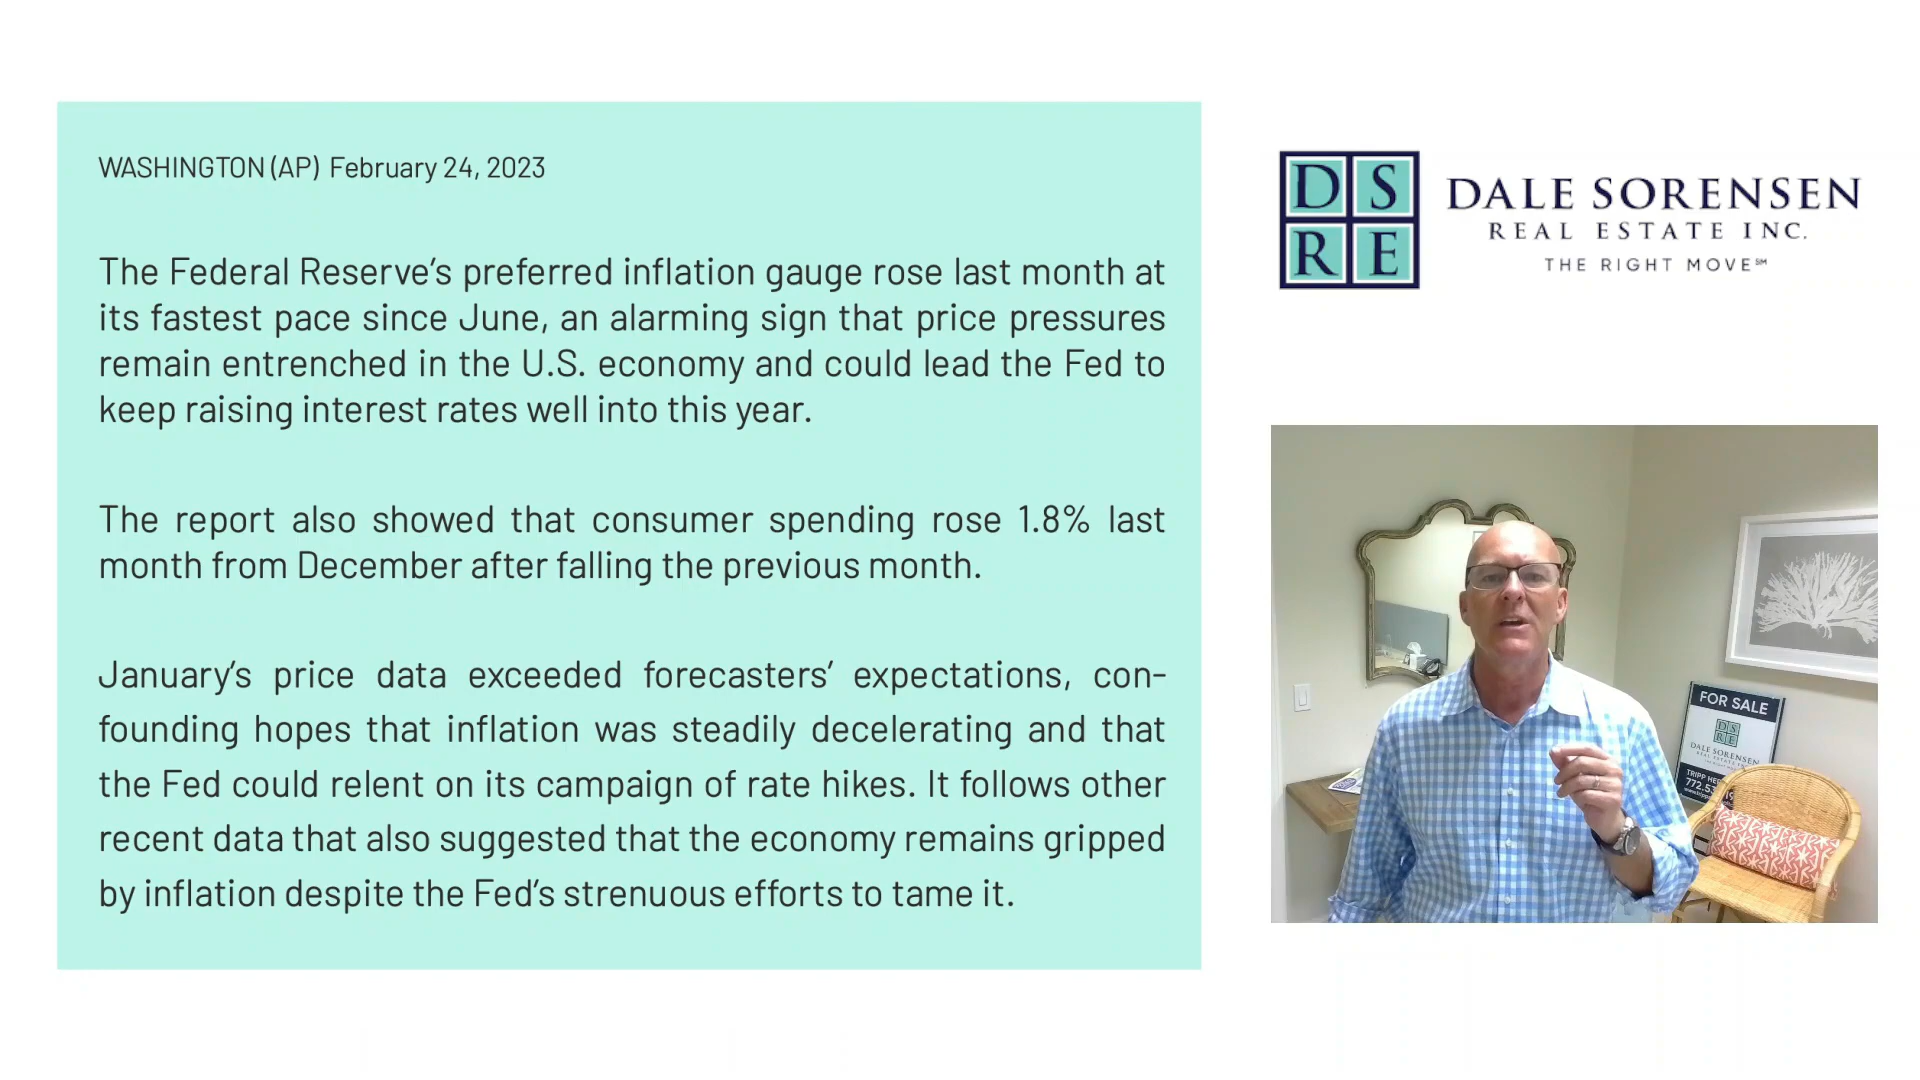 WASHINGTON (AP) February 24, 2023
The Federal Reserve's preferred inflation gauge rose last month at
its fastest pace since June, an alarming sign that price pressures
remain entrenched in the U.S. economy and could lead the Fed to
keep raising interest rates well into this year.
The report also showed that consumer spending rose 1.8% last
month from December after falling the previous month.
January's price data exceeded forecasters' expectations, con-
founding hopes that inflation was steadily decelerating and that
the Fed could relent on its campaign of rate hikes. It follows other
recent data that also suggested that the economy remains gripped
by inflation despite the Fed's strenuous efforts to tame it.
D S
R E
DALE SORENSEN
REAL ESTATE INC.
THE RIGHT MOVE℠
FOR SALE
D S
R E
DALE SORENSEN
REAL ESTATE INC.
TRIPP